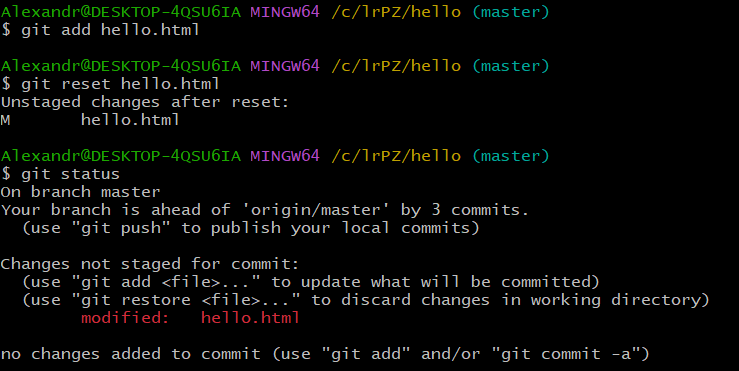 Alexandr@DESKTOP-4QSU6IA MINGW64 /c/lrPZ/hello (master)
$ git add hello.html

Alexandr@DESKTOP-4QSU6IA MINGW64 /c/lrPZ/hello (master)
$ git reset hello.html
Unstaged changes after reset:
M       hello.html

Alexandr@DESKTOP-4QSU6IA MINGW64 /c/lrPZ/hello (master)
$ git status
On branch master
Your branch is ahead of 'origin/master' by 3 commits.
  (use "git push" to publish your local commits)

Changes not staged for commit:
  (use "git add <file>..." to update what will be committed)
  (use "git restore <file>..." to discard changes in working directory)
        modified:   hello.html

no changes added to commit (use "git add" and/or "git commit -a")